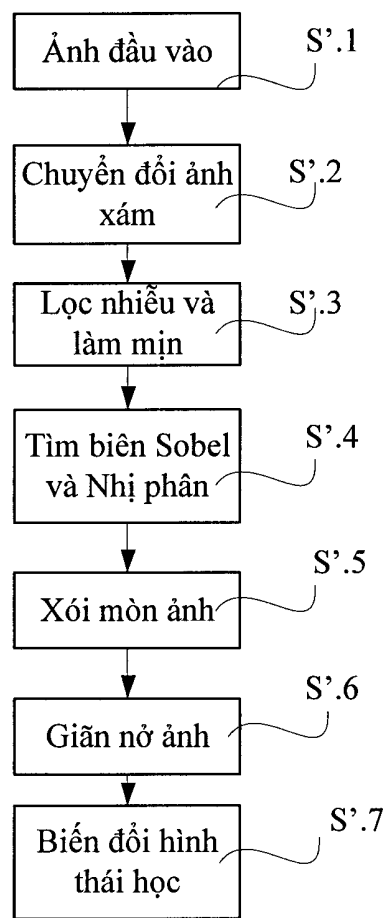 Ảnh đầu vào
S’.1
Chuyển đổi ảnh
xám
S’.2
Lọc nhiễu và
làm mịn
S’.3
Tìm biên Sobel
và Nhị phân
S’.4
Xói mòn ảnh
S’.5
Giãn nở ảnh
S’.6
Biến đổi hình
thái học
S’.7